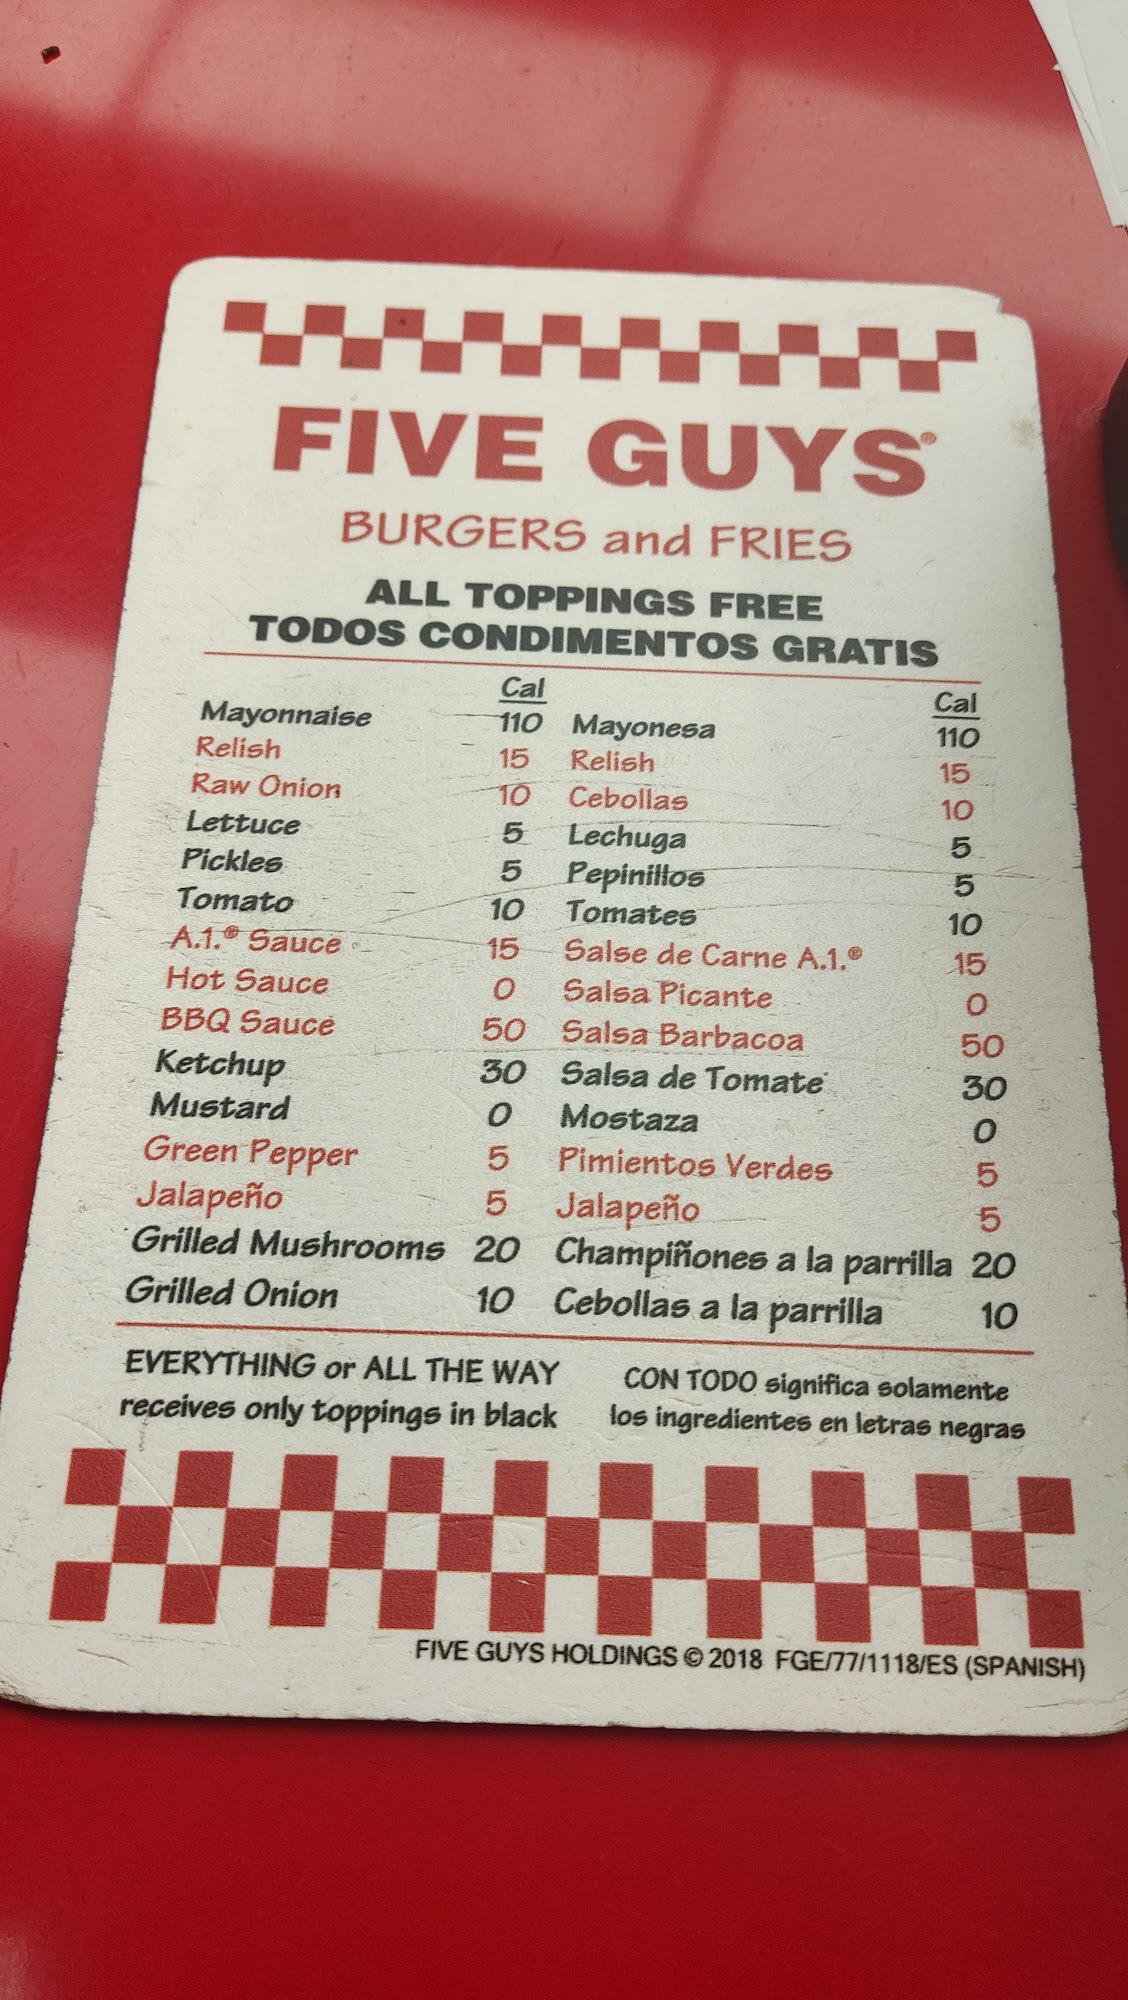 FIVE GUYS®
BURGERS and FRIES
ALL TOPPINGS FREE
TODOS CONDIMENTOS GRATIS
Cal Cal
Mayonnaise 110 Mayonesa 110
Relish 15 Relish 15
Raw Onion 10 Cebollas 10
Lettuce 5 Lechuga 5
Pickles 5 Pepinillos 5
Tomato 10 Tomates 10
A.1.® Sauce 15 Salse de Carne A.1.® 15
Hot Sauce 0 Salsa Picante 0
BBQ Sauce 50 Salsa Barbacoa 50
Ketchup 30 Salsa de Tomate 30
Mustard 0 Mostaza 0
Green Pepper 5 Pimientos Verdes 5
Jalapeño 5 Jalapeño 5
Grilled Mushrooms 20 Champiñones a la parrilla 20
Grilled Onion 10 Cebollas a la parrilla 10
EVERYTHING or ALL THE WAY
receives only toppings in black
CON TODO significa solamente
los ingredientes en letras negras
FIVE GUYS HOLDINGS © 2018 FGE/77/1118/ES (SPANISH)